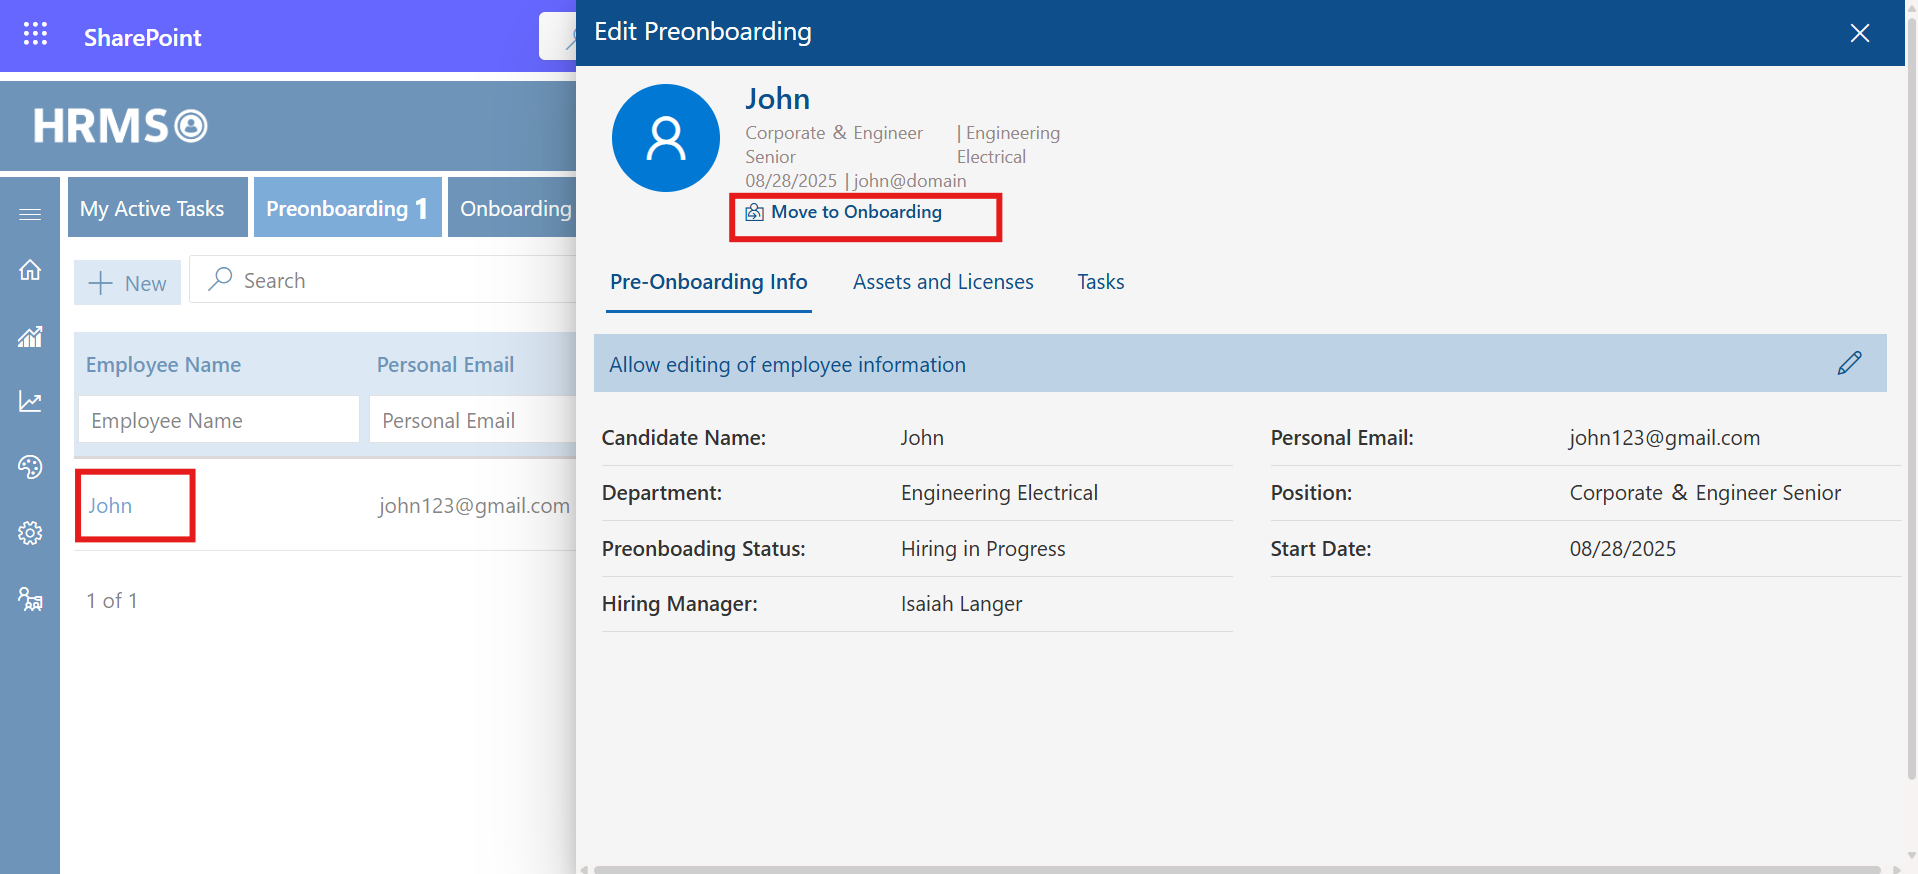 SharePoint
HRMS
My Active Tasks
Preonboarding 1
Onboarding
New
Search
Employee Name
Personal Email
Employee Name
Personal Email
John
john123@gmail.com
1 of 1
Edit Preonboarding
John
Corporate & Engineer Senior | Engineering Electrical
08/28/2025 | john@domain
Move to Onboarding
Pre-Onboarding Info
Assets and Licenses
Tasks
Allow editing of employee information
Candidate Name: John
Personal Email: john123@gmail.com
Department: Engineering Electrical
Position: Corporate & Engineer Senior
Preonboading Status: Hiring in Progress
Start Date: 08/28/2025
Hiring Manager: Isaiah Langer